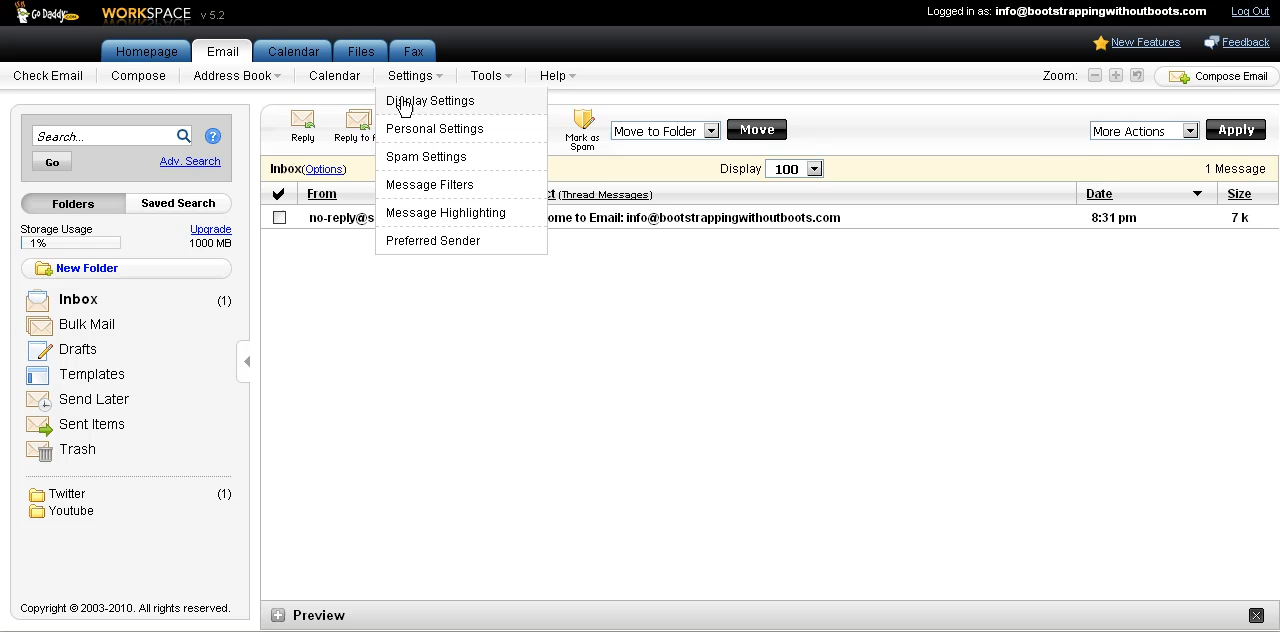 Go Daddy.COM WORKSPACE v 5.2
Logged in as: info@bootstrappingwithoutboots.com Log Out
Homepage Email Calendar Files Fax
New Features Feedback
Check Email Compose Address Book Calendar Settings Tools Help
Zoom: Compose Email
Display Settings
Personal Settings
Spam Settings
Message Filters
Message Highlighting
Preferred Sender
Search...
Go Adv. Search
Folders Saved Search
Storage Usage Upgrade
1% 1000 MB
New Folder
Inbox (1)
Bulk Mail
Drafts
Templates
Send Later
Sent Items
Trash
Twitter (1)
Youtube
Copyright © 2003-2010. All rights reserved.
Reply Reply to Mark as Spam Move to Folder Move More Actions Apply
Inbox(Options) Display 100 1 Message
From (Thread Messages) Date Size
no-reply@s ome to Email: info@bootstrappingwithoutboots.com 8:31 pm 7 k
Preview